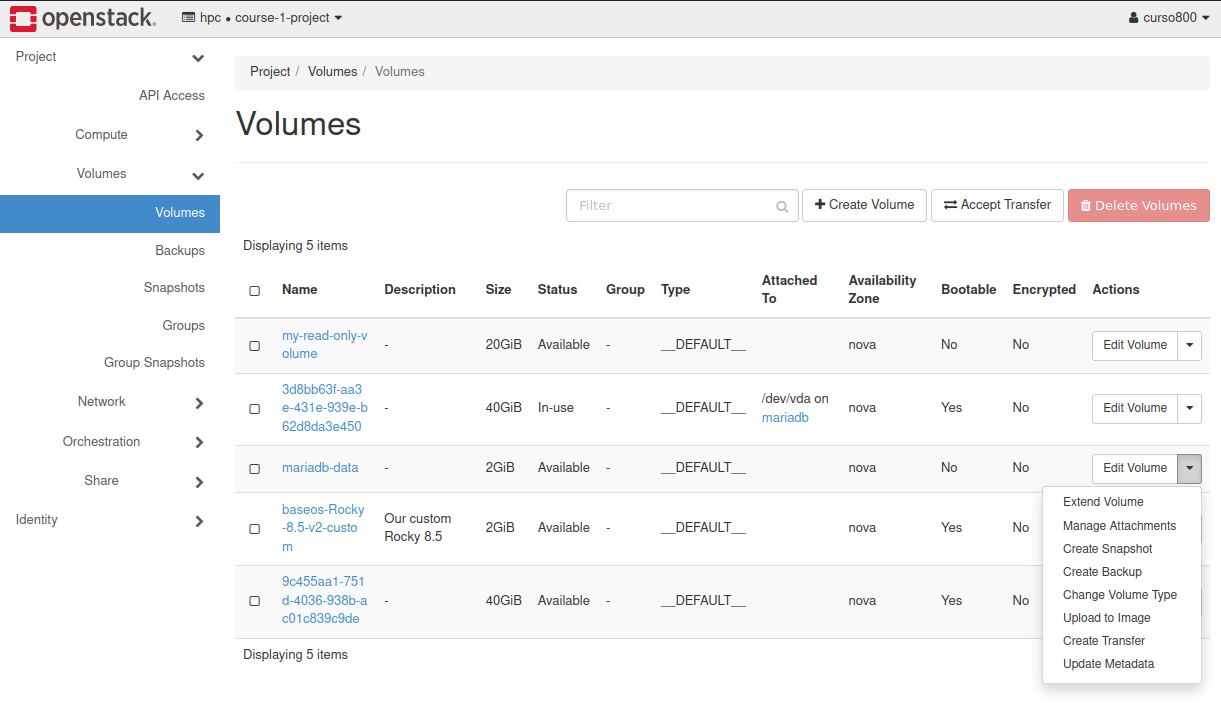 openstack. hpc • course-1-project curso800
Project
API Access
Compute
Volumes
Volumes
Backups
Snapshots
Groups
Group Snapshots
Network
Orchestration
Share
Identity
Project / Volumes / Volumes
Volumes
Filter Create Volume Accept Transfer Delete Volumes
Displaying 5 items
Name Description Size Status Group Type Attached To Availability Zone Bootable Encrypted Actions
my-read-only-v
olume
- 20GiB Available - __DEFAULT__ nova No No Edit Volume
3d8bb63f-aa3
e-431e-939e-b
62d8da3e450
- 40GiB In-use - __DEFAULT__ /dev/vda on
mariadb
nova Yes No Edit Volume
mariadb-data - 2GiB Available - __DEFAULT__ nova No No Edit Volume
baseos-Rocky
-8.5-v2-custo
m
Our custom
Rocky 8.5
2GiB Available - __DEFAULT__ nova Yes No
9c455aa1-751
d-4036-938b-a
c01c839c9de
- 40GiB Available - __DEFAULT__ nova Yes No
Extend Volume
Manage Attachments
Create Snapshot
Create Backup
Change Volume Type
Upload to Image
Create Transfer
Update Metadata
Displaying 5 items